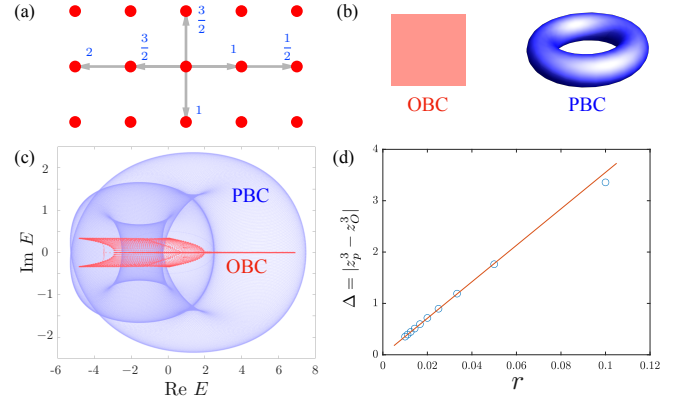 (a)
3/2
2
3/2
1
1/2
1
(b)
OBC
PBC
(c)
2
1
0
-1
-2
Im E
PBC
OBC
-6
-4
-2
0
2
4
6
8
Re E
(d)
4
3
2
1
0
Δ = |z_p^3 − z_O^3|
0
0.02
0.04
0.06
0.08
0.1
0.12
r